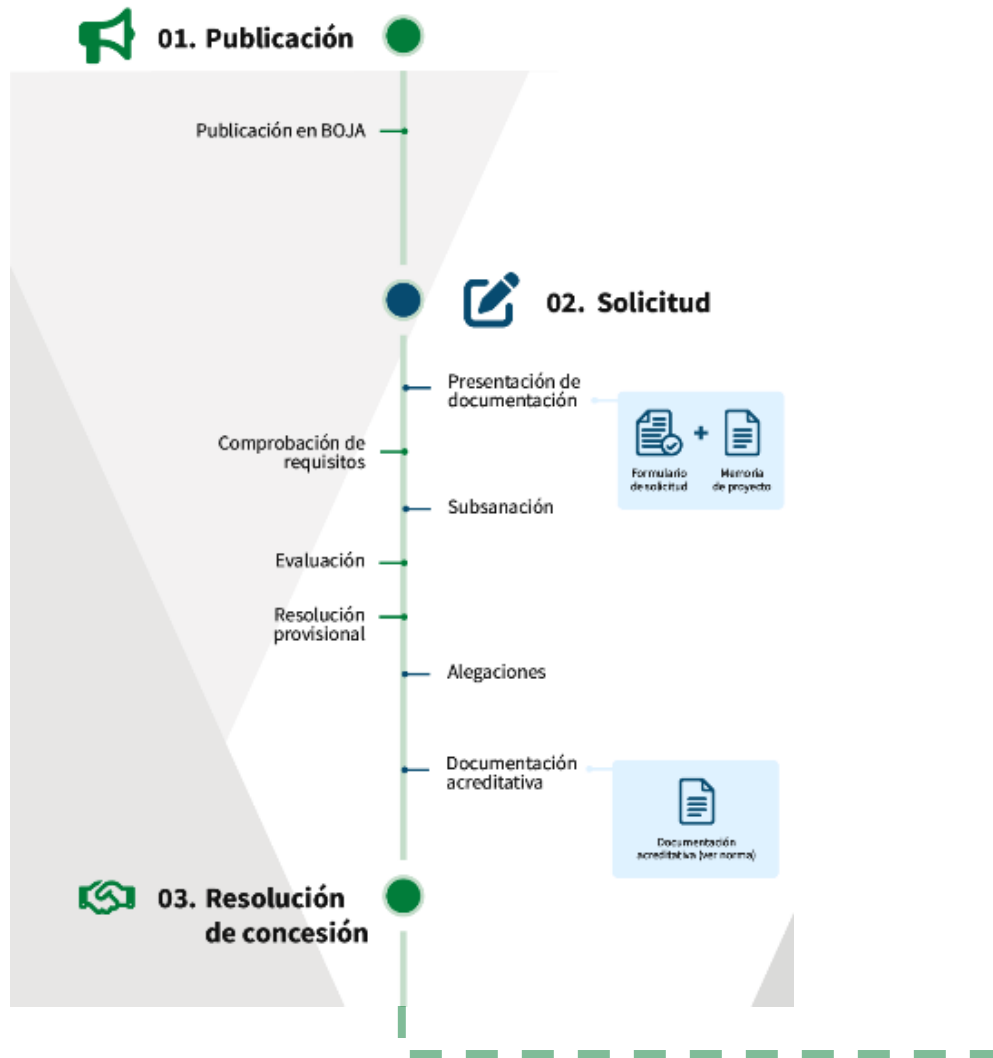 01. Publicación
Publicación en BOJA
02. Solicitud
Presentación de
documentación
Formulario
de solicitud
Memoria
de proyecto
Comprobación de
requisitos
Subsanación
Evaluación
Resolución
provisional
Alegaciones
Documentación
acreditativa
Documentación
acreditativa (ver norma)
03. Resolución
de concesión